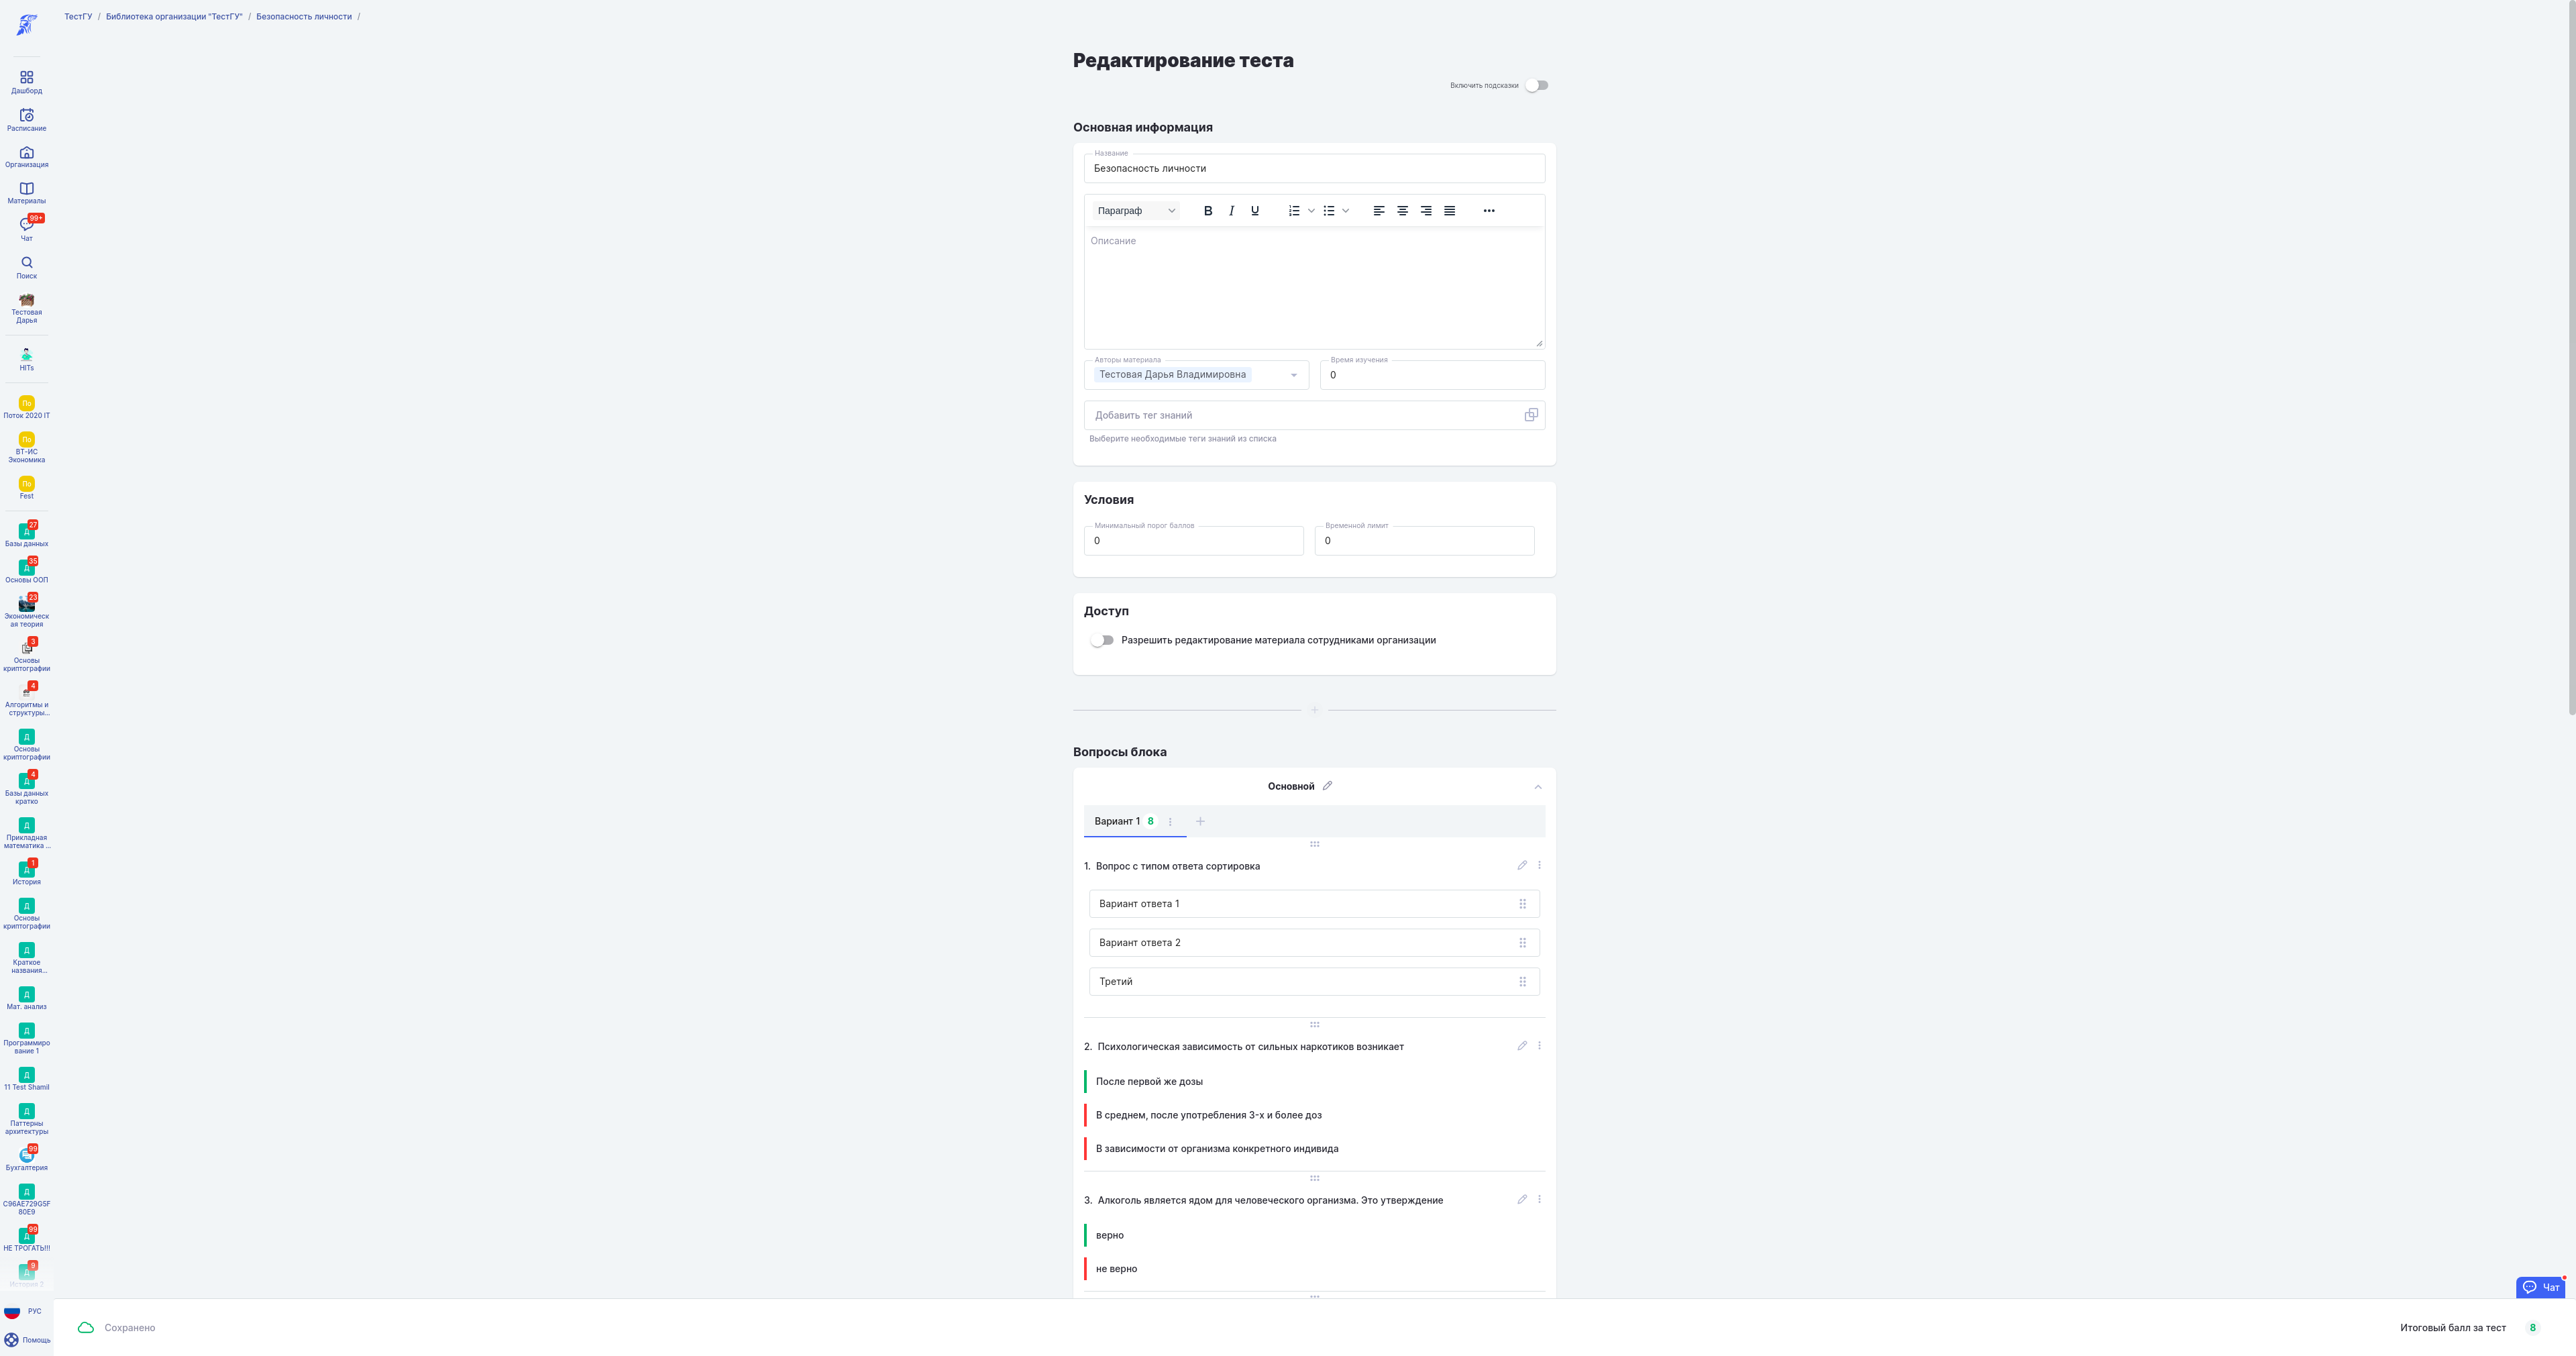 ТестГУ / Библиотека организации "ТестГУ" / Безопасность личности /
Дашборд
Расписание
Организация
Материалы
99+
Чат
Поиск
Тестовая
Дарья
HITs
По
Поток 2020 IT
По
ВТ-ИС
Экономика
По
Fest
27
Д
Базы данных
35
Д
Основы ООП
23
Экономическ
ая теория
3
Основы
криптографии
4
Алгоритмы и
структуры...
Д
Основы
криптографии
4
Д
Базы данных
кратко
Д
Прикладная
математика ...
1
Д
История
Д
Основы
криптографии
Д
Краткое
названия...
Д
Мат. анализ
Д
Программиро
вание 1
Д
11 Test Shamil
Д
Паттерны
архитектуры
99
Бухгалтерия
Д
C96AE729G5F
80E9
99
Д
НЕ ТРОГАТЬ!!!
9
Д
История 2
РУС
Помощь
Редактирование теста
Включить подсказки
Основная информация
Название
Безопасность личности
Параграф
Описание
Авторы материала
Тестовая Дарья Владимировна
Время изучения
0
Добавить тег знаний
Выберите необходимые теги знаний из списка
Условия
Минимальный порог баллов
0
Временной лимит
0
Доступ
Разрешить редактирование материала сотрудниками организации
Вопросы блока
Основной
Вариант 1 8
1. Вопрос с типом ответа сортировка
Вариант ответа 1
Вариант ответа 2
Третий
2. Психологическая зависимость от сильных наркотиков возникает
После первой же дозы
В среднем, после употребления 3-х и более доз
В зависимости от организма конкретного индивида
3. Алкоголь является ядом для человеческого организма. Это утверждение
верно
не верно
Чат
Сохранено
Итоговый балл за тест 8